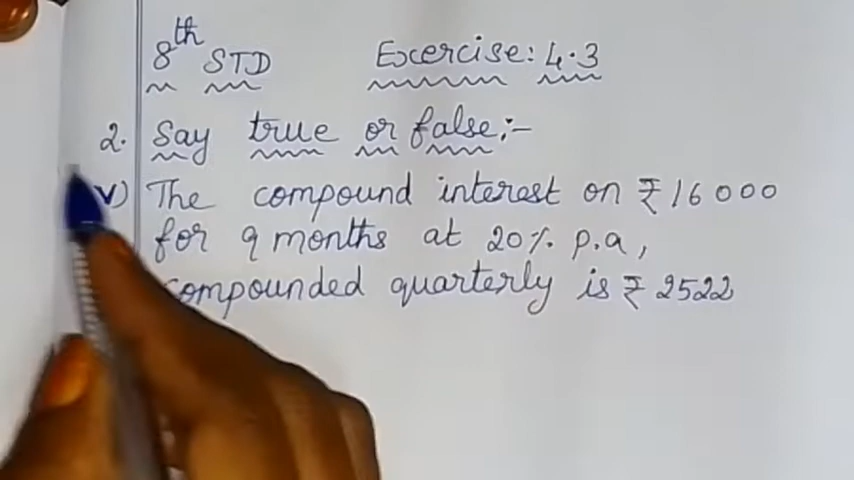 8th STD Exercise: 4.3
2. Say true or false:-
v) The compound interest on ₹16000
for 9 months at 20% p.a,
compounded quarterly is ₹ 2522